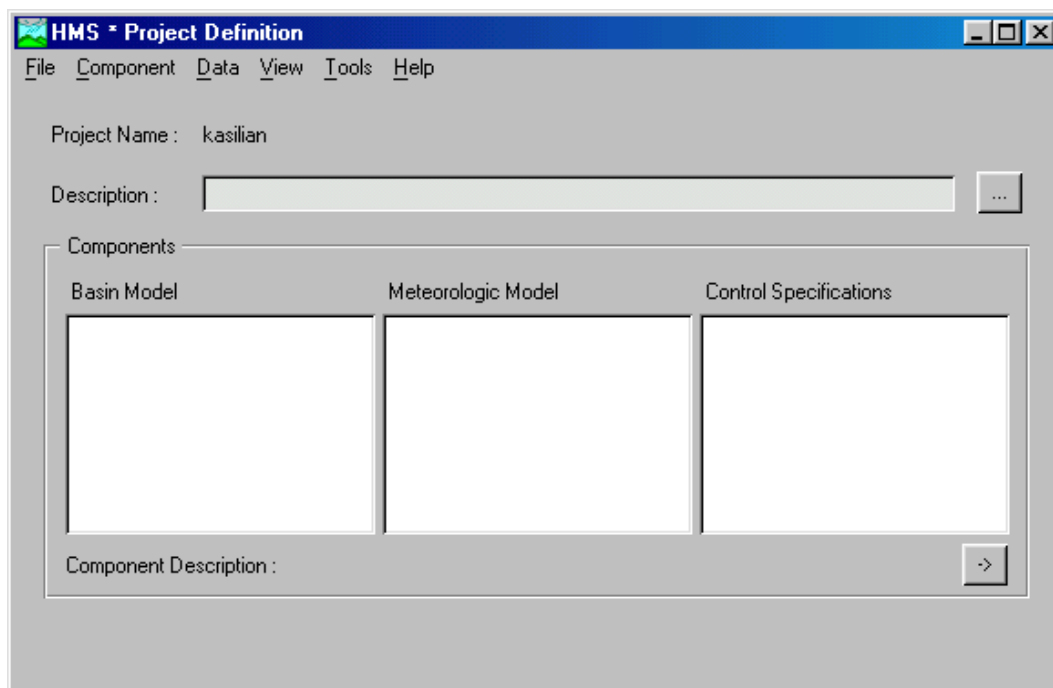 HMS * Project Definition
File Component Data View Tools Help
Project Name : kasilian
Description : ...
Components
Basin Model Meteorologic Model Control Specifications
Component Description : ->